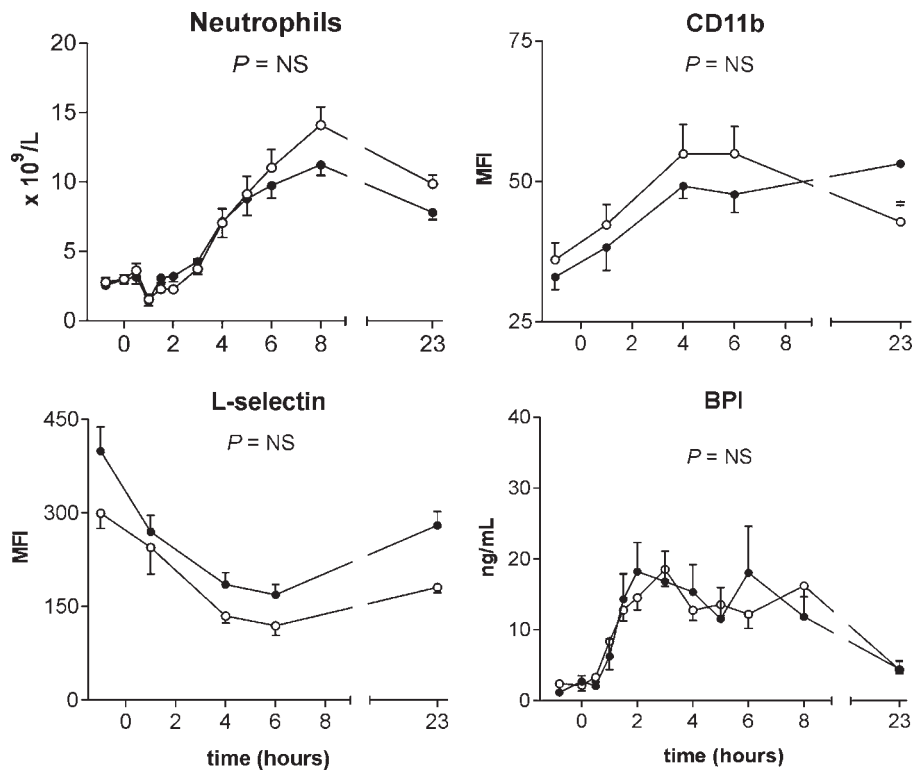 Neutrophils
P = NS
x 10^9/L
20
15
10
5
0
0 2 4 6 8 23
CD11b
P = NS
MFI
75
50
25
0 2 4 6 8 23
L-selectin
P = NS
MFI
450
300
150
0
0 2 4 6 8 23
time (hours)
BPI
P = NS
ng/mL
40
30
20
10
0
0 2 4 6 8 23
time (hours)